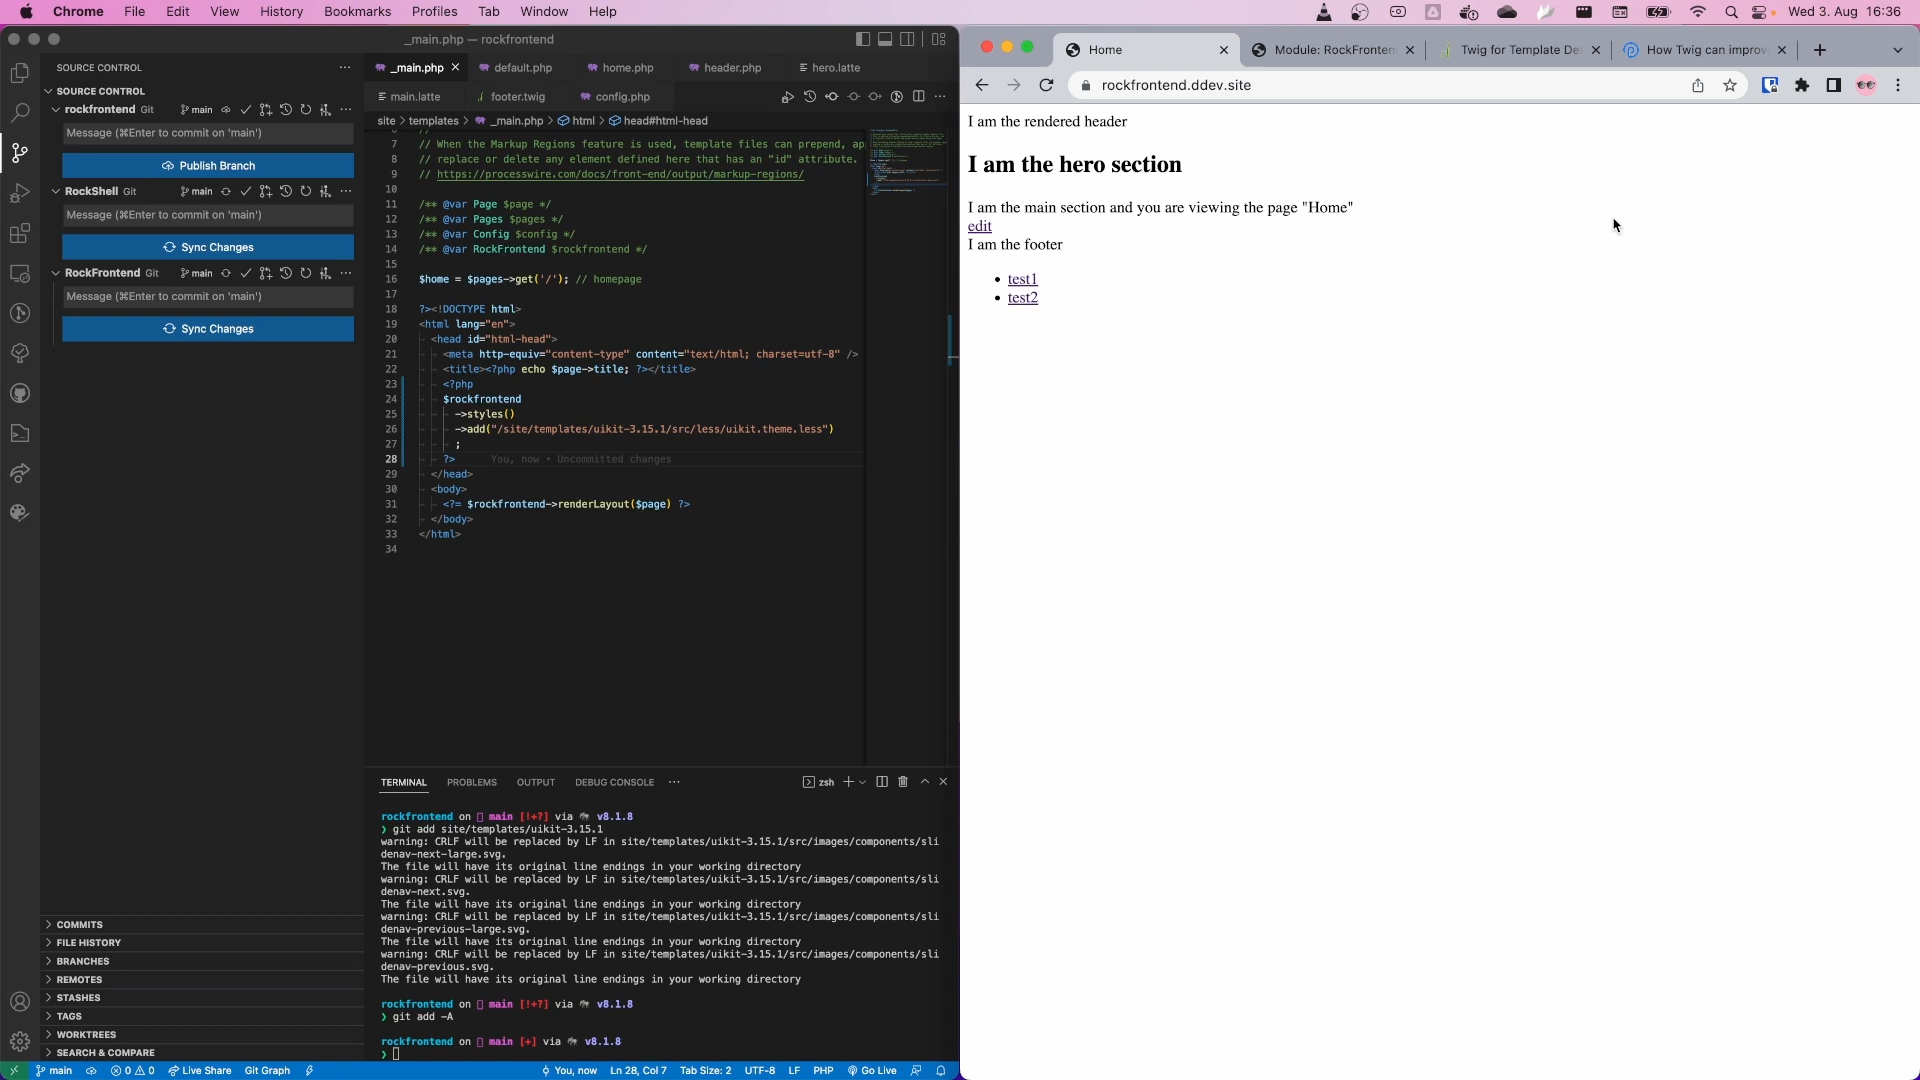 Chrome File Edit View History Bookmarks Profiles Tab Window Help
Wed 3. Aug 16:36
_main.php — rockfrontend
SOURCE CONTROL
SOURCE CONTROL
rockfrontend Git main
Message (⌘Enter to commit on 'main')
Publish Branch
RockShell Git main
Message (⌘Enter to commit on 'main')
Sync Changes
RockFrontend Git main
Message (⌘Enter to commit on 'main')
Sync Changes
COMMITS
FILE HISTORY
BRANCHES
REMOTES
STASHES
TAGS
WORKTREES
SEARCH & COMPARE
_main.php default.php home.php header.php hero.latte
main.latte footer.twig config.php
site > templates > _main.php > html > head#html-head
7 // When the Markup Regions feature is used, template files can prepend, ap
8 // replace or delete any element defined here that has an "id" attribute.
9 // https://processwire.com/docs/front-end/output/markup-regions/
10
11 /** @var Page $page */
12 /** @var Pages $pages */
13 /** @var Config $config */
14 /** @var RockFrontend $rockfrontend */
15
16 $home = $pages->get('/'); // homepage
17
18 ?><!DOCTYPE html>
19 <html lang="en">
20 <head id="html-head">
21 <meta http-equiv="content-type" content="text/html; charset=utf-8" />
22 <title><?php echo $page->title; ?></title>
23 <?php
24 $rockfrontend
25 ->styles()
26 ->add("/site/templates/uikit-3.15.1/src/less/uikit.theme.less")
27 ;
28 ?> You, now • Uncommitted changes
29 </head>
30 <body>
31 <?= $rockfrontend->renderLayout($page) ?>
32 </body>
33 </html>
34
TERMINAL PROBLEMS OUTPUT DEBUG CONSOLE zsh
rockfrontend on main [!+?] via v8.1.8
❯ git add site/templates/uikit-3.15.1
warning: CRLF will be replaced by LF in site/templates/uikit-3.15.1/src/images/components/sli
denav-next-large.svg.
The file will have its original line endings in your working directory
warning: CRLF will be replaced by LF in site/templates/uikit-3.15.1/src/images/components/sli
denav-next.svg.
The file will have its original line endings in your working directory
warning: CRLF will be replaced by LF in site/templates/uikit-3.15.1/src/images/components/sli
denav-previous-large.svg.
The file will have its original line endings in your working directory
warning: CRLF will be replaced by LF in site/templates/uikit-3.15.1/src/images/components/sli
denav-previous.svg.
The file will have its original line endings in your working directory
rockfrontend on main [!+?] via v8.1.8
❯ git add -A
rockfrontend on main [+] via v8.1.8
❯
main 0 0 Live Share Git Graph You, now Ln 28, Col 7 Tab Size: 2 UTF-8 LF PHP Go Live
Home Module: RockFronten Twig for Template De How Twig can improv
rockfrontend.ddev.site
I am the rendered header
I am the hero section
I am the main section and you are viewing the page "Home"
edit
I am the footer
• test1
• test2